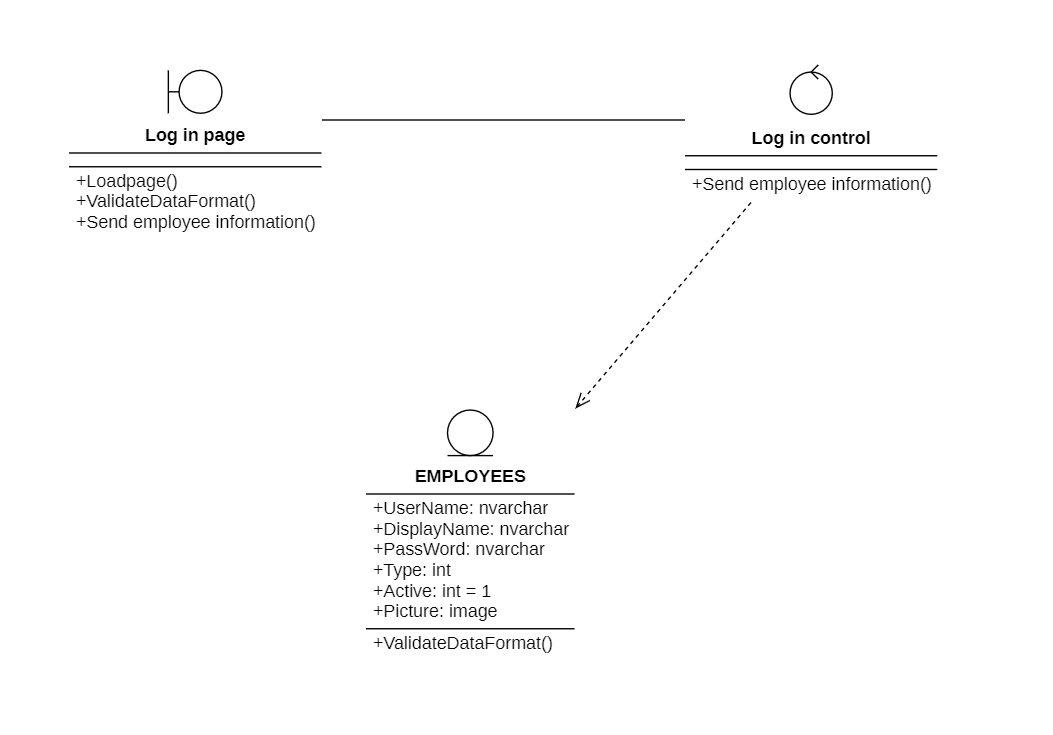 Log in page
+Loadpage()
+ValidateDataFormat()
+Send employee information()
Log in control
+Send employee information()
EMPLOYEES
+UserName: nvarchar
+DisplayName: nvarchar
+PassWord: nvarchar
+Type: int
+Active: int = 1
+Picture: image
+ValidateDataFormat()